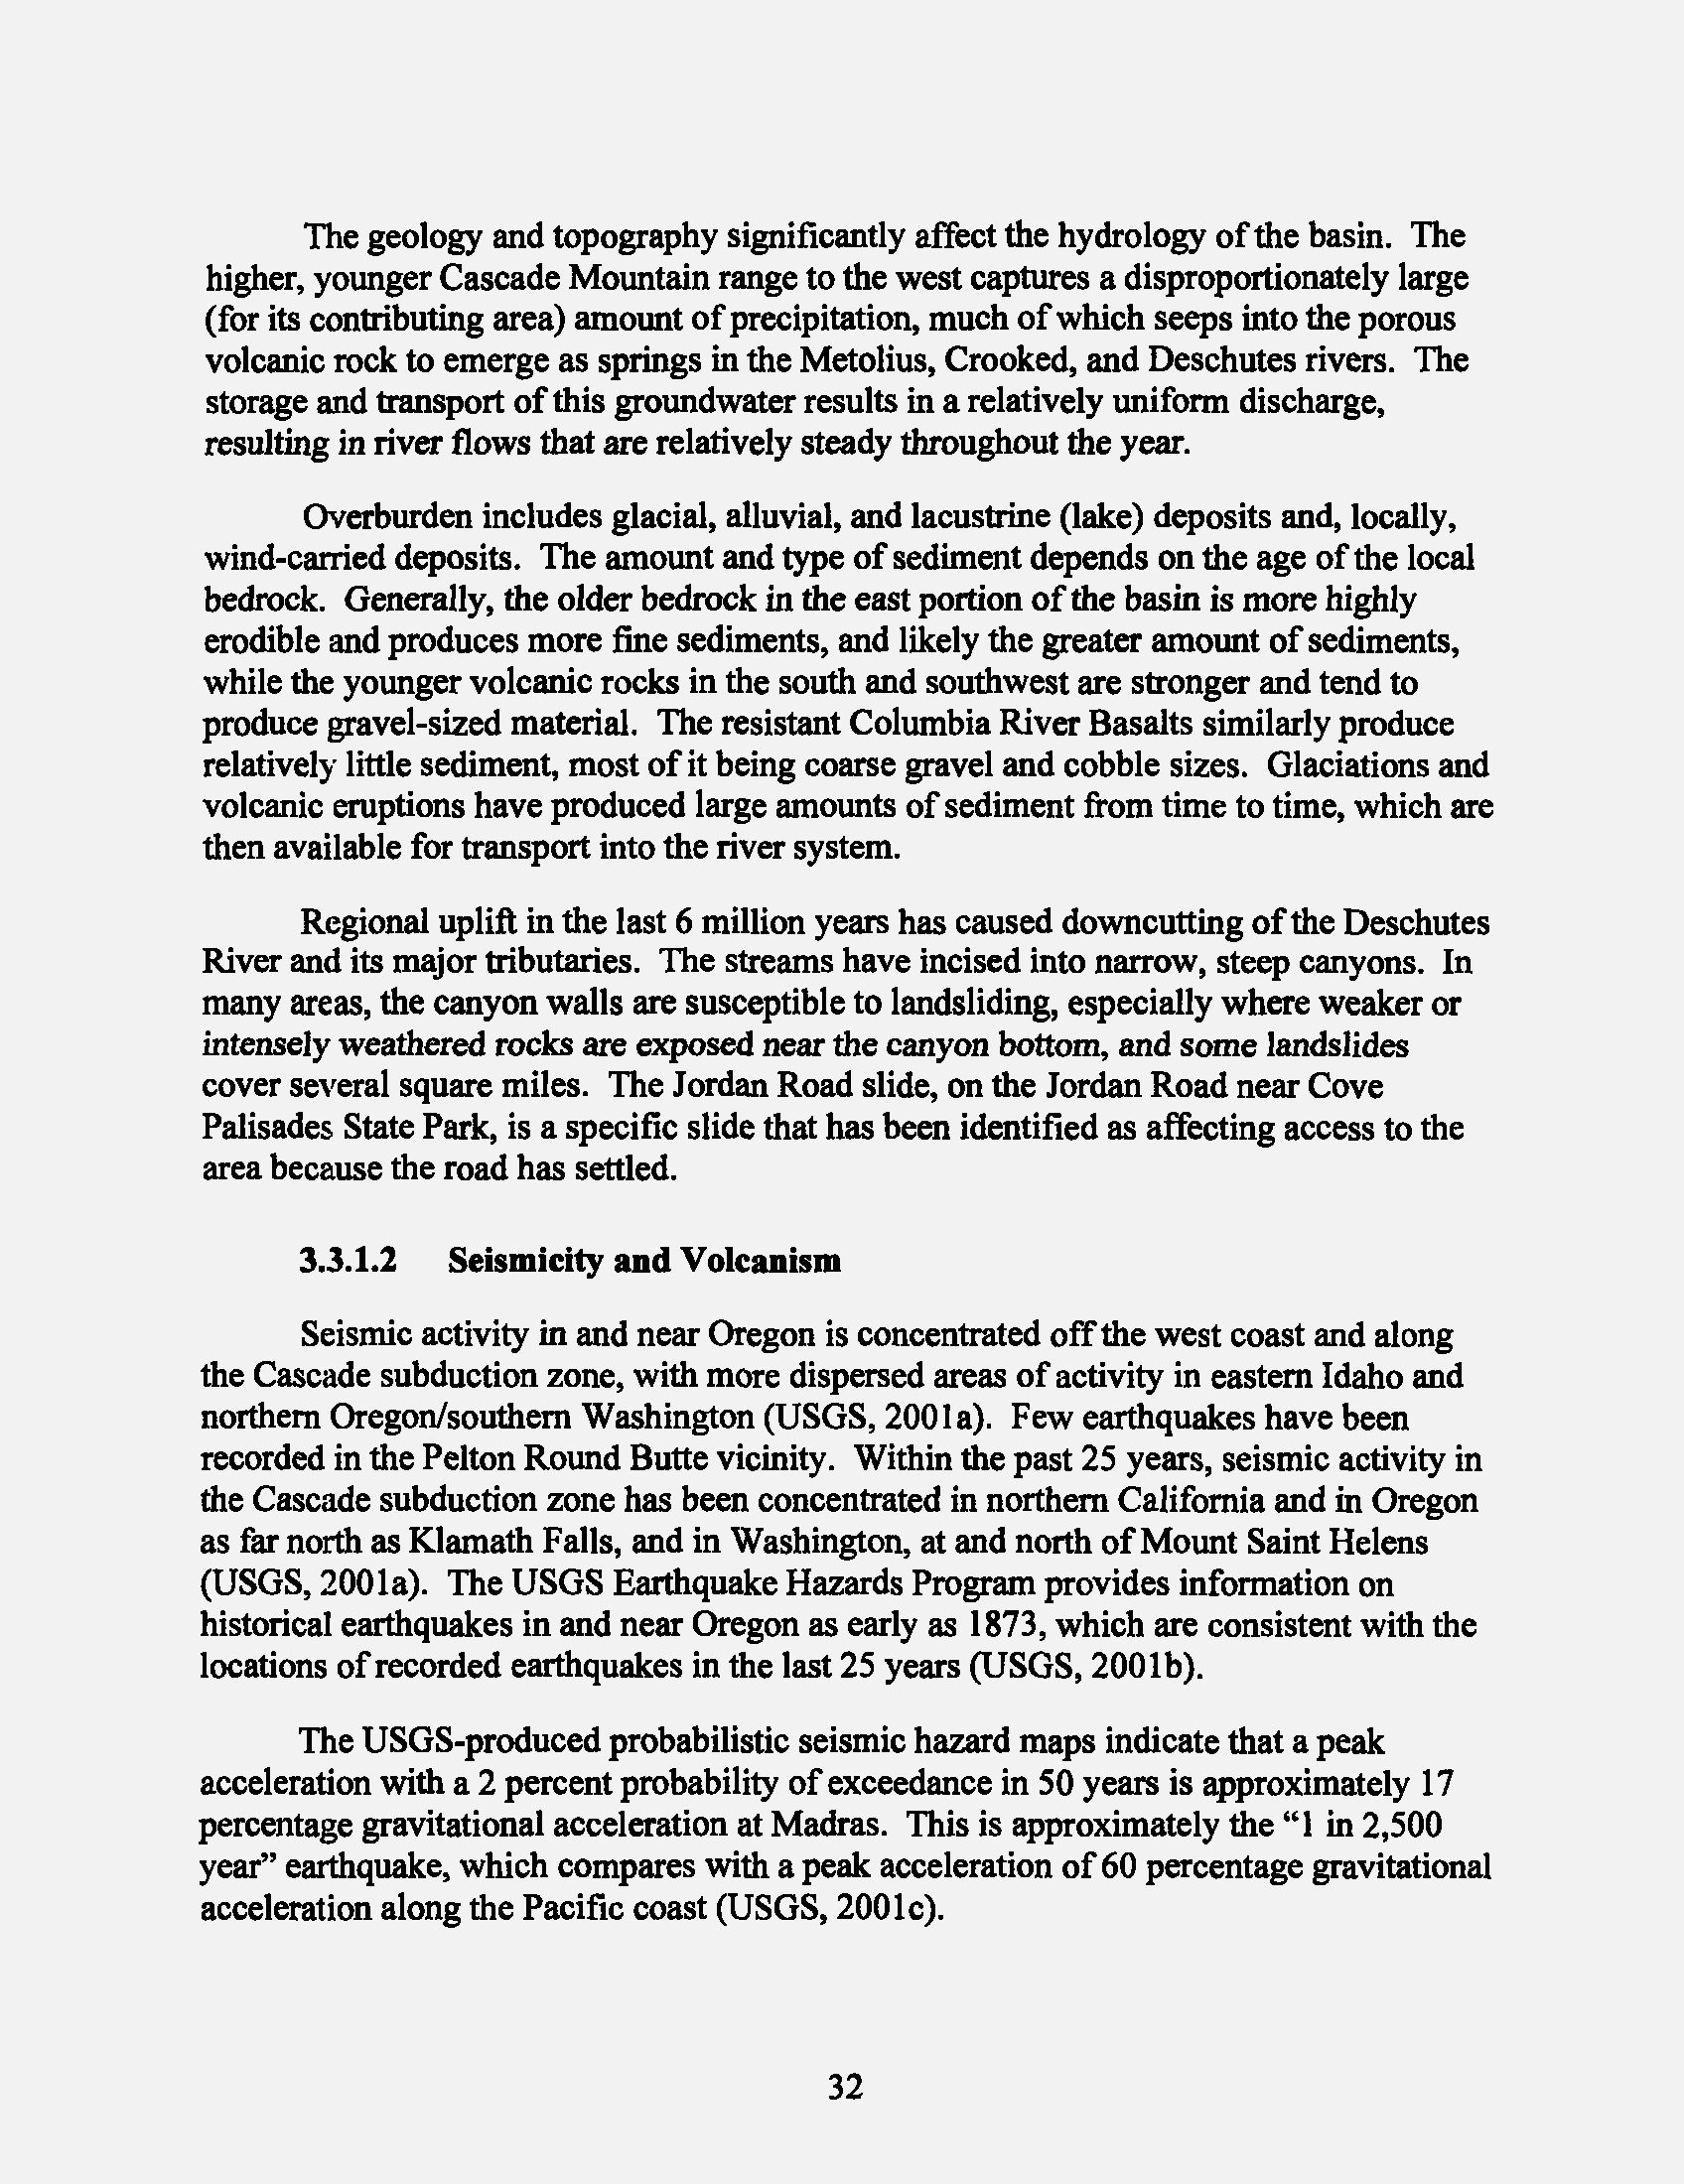 The geology and topography significantly affect the hydrology of the basin. The
higher, younger Cascade Mountain range to the west captures a disproportionately large
(for its contributing area) amount of precipitation, much of which seeps into the porous
volcanic rock to emerge as springs in the Metolius, Crooked, and Deschutes rivers. The
storage and transport of this groundwater results in a relatively uniform discharge,
resulting in river flows that are relatively steady throughout the year.
Overburden includes glacial, alluvial, and lacustrine (lake) deposits and, locally,
wind-carried deposits. The amount and type of sediment depends on the age of the local
bedrock. Generally, the older bedrock in the east portion of the basin is more highly
erodible and produces more fine sediments, and likely the greater amount of sediments,
while the younger volcanic rocks in the south and southwest are stronger and tend to
produce gravel-sized material. The resistant Columbia River Basalts similarly produce
relatively little sediment, most of it being coarse gravel and cobble sizes. Glaciations and
volcanic eruptions have produced large amounts of sediment from time to time, which are
then available for transport into the river system.
Regional uplift in the last 6 million years has caused downcutting of the Deschutes
River and its major tributaries. The streams have incised into narrow, steep canyons. In
many areas, the canyon walls are susceptible to landsliding, especially where weaker or
intensely weathered rocks are exposed near the canyon bottom, and some landslides
cover several square miles. The Jordan Road slide, on the Jordan Road near Cove
Palisades State Park, is a specific slide that has been identified as affecting access to the
area because the road has settled.
3.3.1.2 Seismicity and Volcanism
Seismic activity in and near Oregon is concentrated off the west coast and along
the Cascade subduction zone, with more dispersed areas of activity in eastern Idaho and
northern Oregon/southern Washington (USGS, 2001a). Few earthquakes have been
recorded in the Pelton Round Butte vicinity. Within the past 25 years, seismic activity in
the Cascade subduction zone has been concentrated in northern California and in Oregon
as far north as Klamath Falls, and in Washington, at and north of Mount Saint Helens
(USGS, 2001a). The USGS Earthquake Hazards Program provides information on
historical earthquakes in and near Oregon as early as 1873, which are consistent with the
locations of recorded earthquakes in the last 25 years (USGS, 2001b).
The USGS-produced probabilistic seismic hazard maps indicate that a peak
acceleration with a 2 percent probability of exceedance in 50 years is approximately 17
percentage gravitational acceleration at Madras. This is approximately the “1 in 2,500
year” earthquake, which compares with a peak acceleration of 60 percentage gravitational
acceleration along the Pacific coast (USGS, 2001c).
32